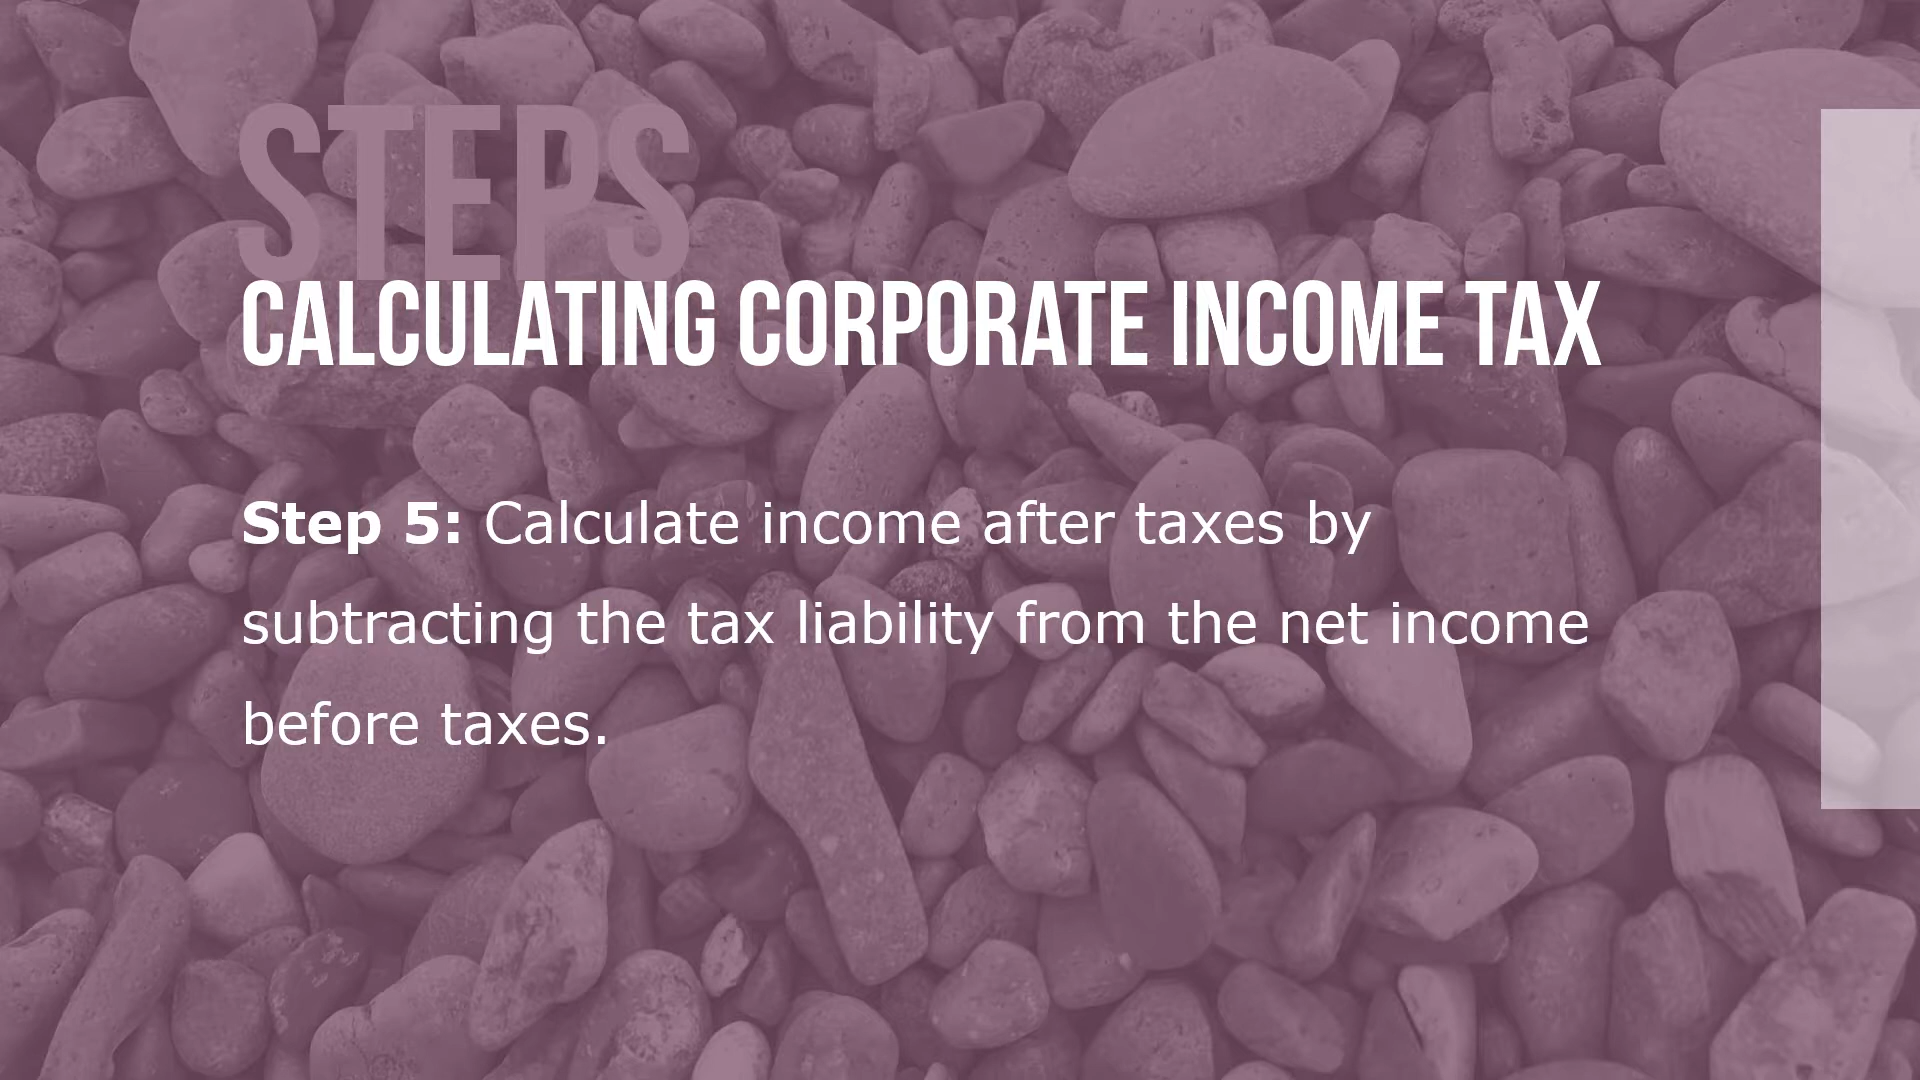 STEPS
CALCULATING CORPORATE INCOME TAX
Step 5: Calculate income after taxes by
subtracting the tax liability from the net income
before taxes.